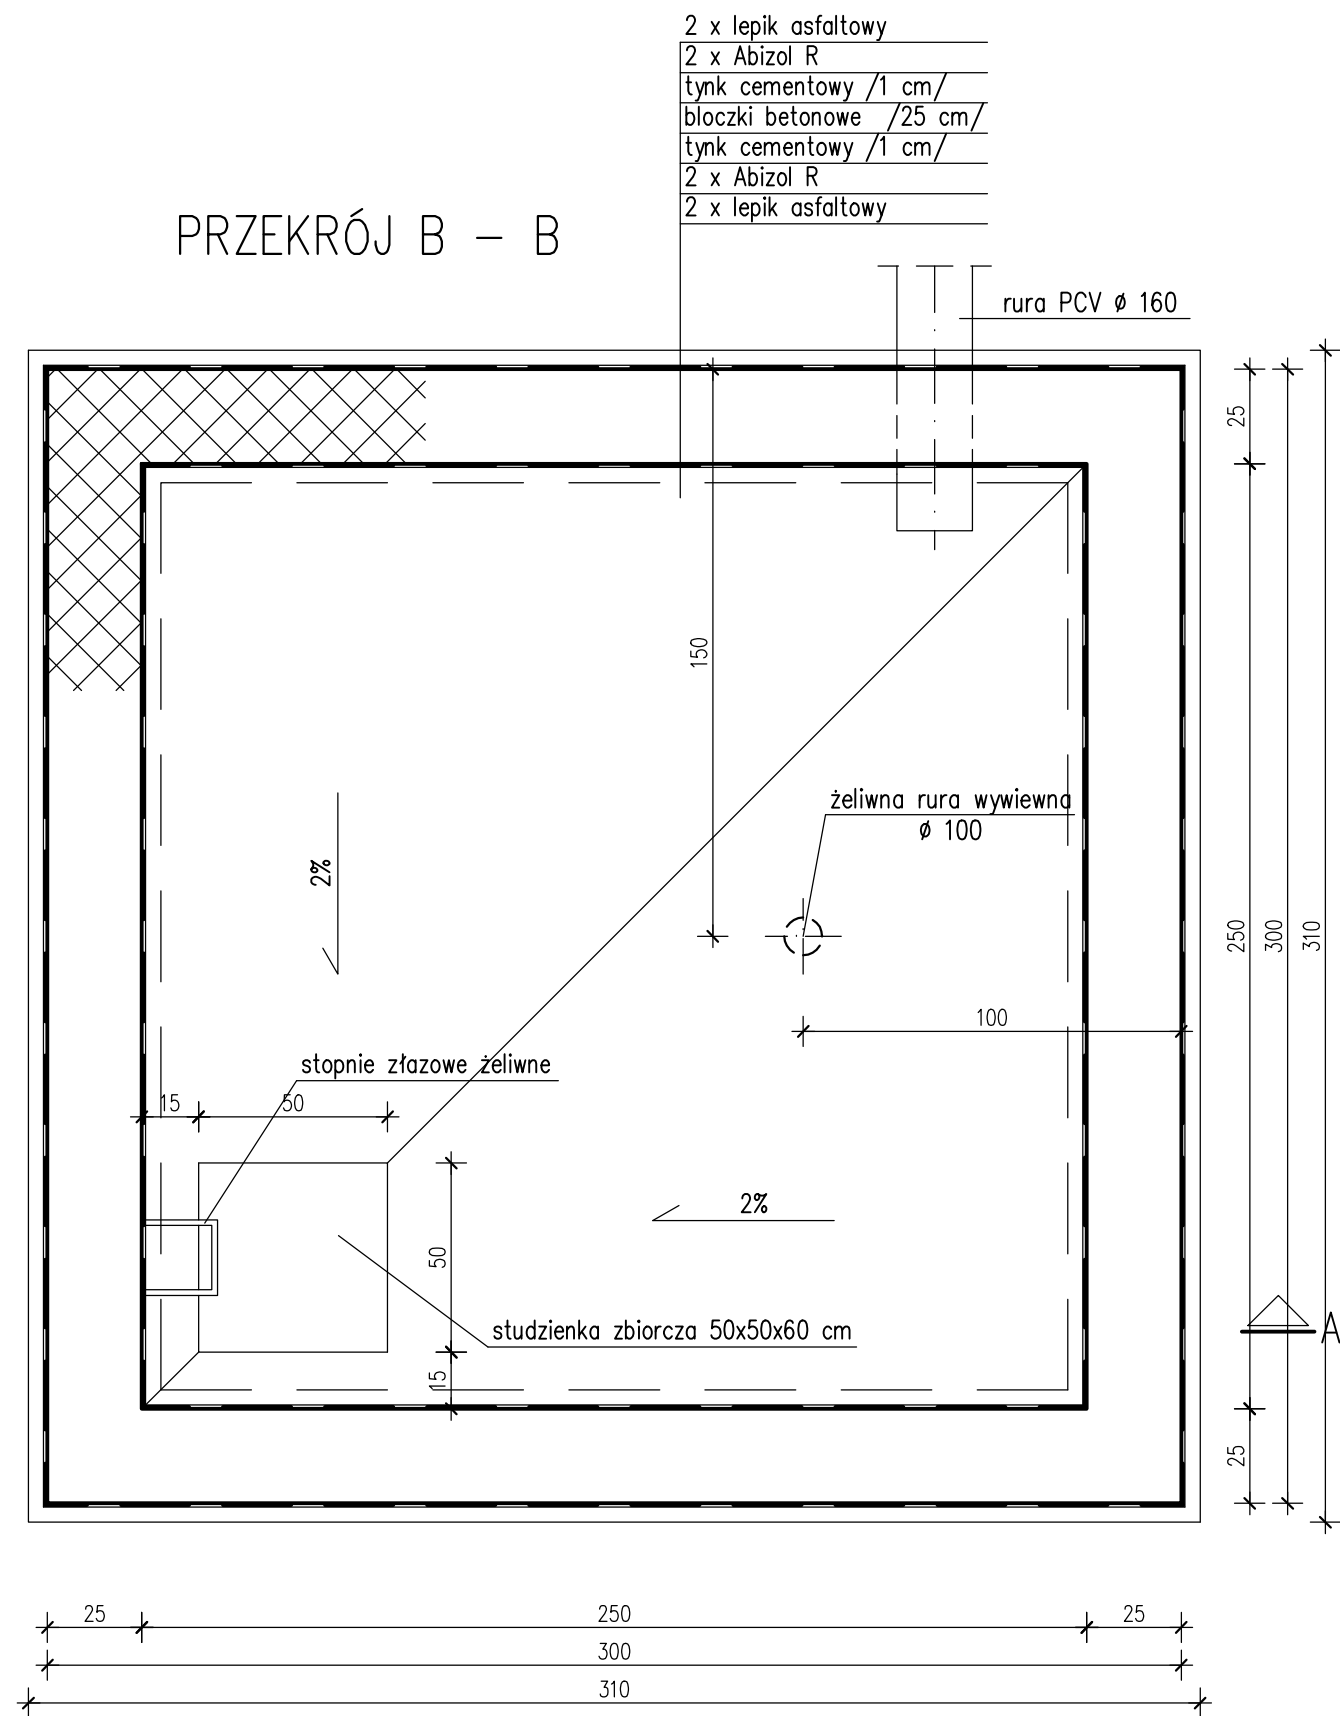 2 x lepik asfaltowy
2 x Abizol R
tynk cementowy /1 cm/
bloczki betonowe /25 cm/
tynk cementowy /1 cm/
2 x Abizol R
2 x lepik asfaltowy
PRZEKRÓJ B – B
rura PCV ø 160
25
150
żeliwna rura wywiewna
ø 100
2%
250
300
310
100
stopnie złazowe żeliwne
15
50
2%
50
studzienka zbiorcza 50x50x60 cm
A
15
25
25
250
25
300
310